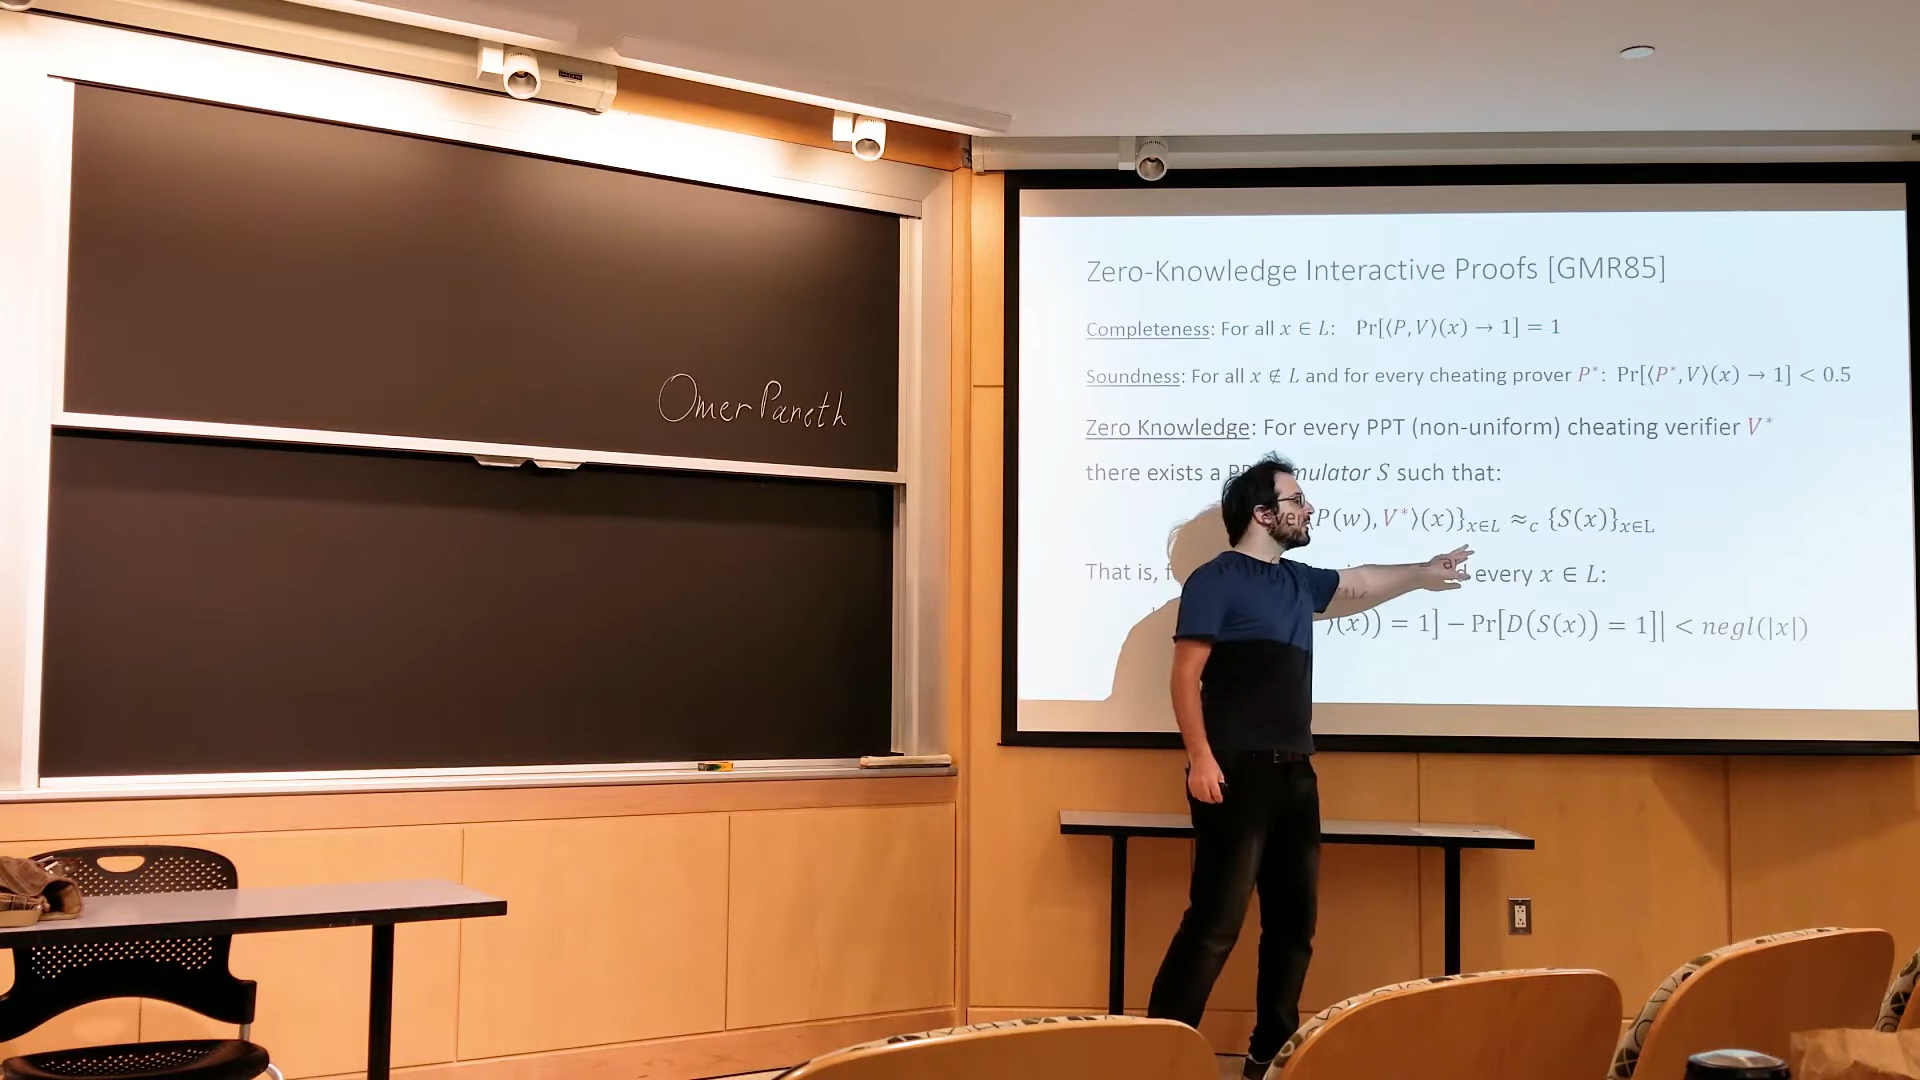 Omer Paneth
Zero-Knowledge Interactive Proofs [GMR85]
Completeness: For all x ∈ L: Pr[⟨P, V⟩(x) → 1] = 1
Soundness: For all x ∉ L and for every cheating prover P*: Pr[⟨P*, V⟩(x) → 1] < 0.5
Zero Knowledge: For every PPT (non-uniform) cheating verifier V*
there exists a mulator S such that:
P(w), V*⟩(x)}x∈L ≈c {S(x)}x∈L
That is, every x ∈ L:
⟩(x)) = 1] − Pr[D(S(x)) = 1]| < negl(|x|)